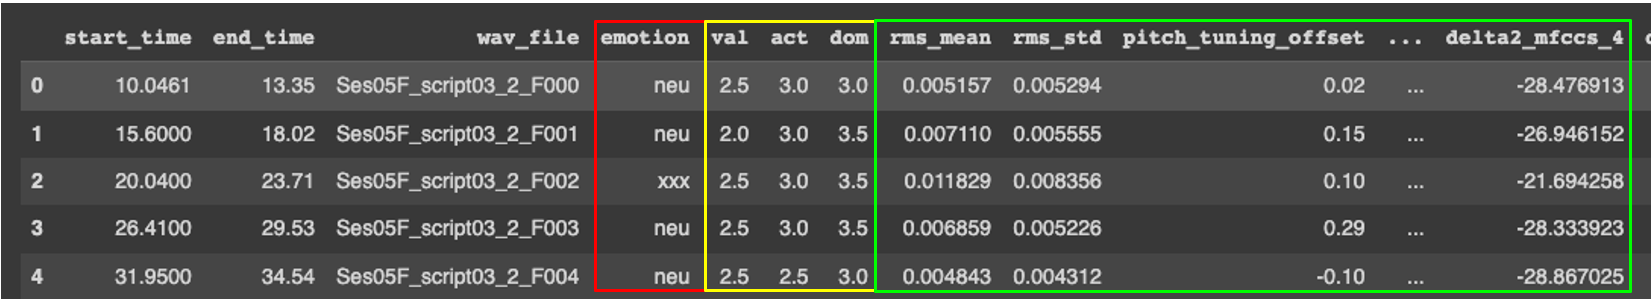 start_time end_time wav_file emotion val act dom rms_mean rms_std pitch_tuning_offset ... delta2_mfccs_4
0 10.0461 13.35 Ses05F_script03_2_F000 neu 2.5 3.0 3.0 0.005157 0.005294 0.02 ... -28.476913
1 15.6000 18.02 Ses05F_script03_2_F001 neu 2.0 3.0 3.5 0.007110 0.005555 0.15 ... -26.946152
2 20.0400 23.71 Ses05F_script03_2_F002 xxx 2.5 3.0 3.5 0.011829 0.008356 0.10 ... -21.694258
3 26.4100 29.53 Ses05F_script03_2_F003 neu 2.5 3.0 3.5 0.006859 0.005226 0.29 ... -28.333923
4 31.9500 34.54 Ses05F_script03_2_F004 neu 2.5 2.5 3.0 0.004843 0.004312 -0.10 ... -28.867025